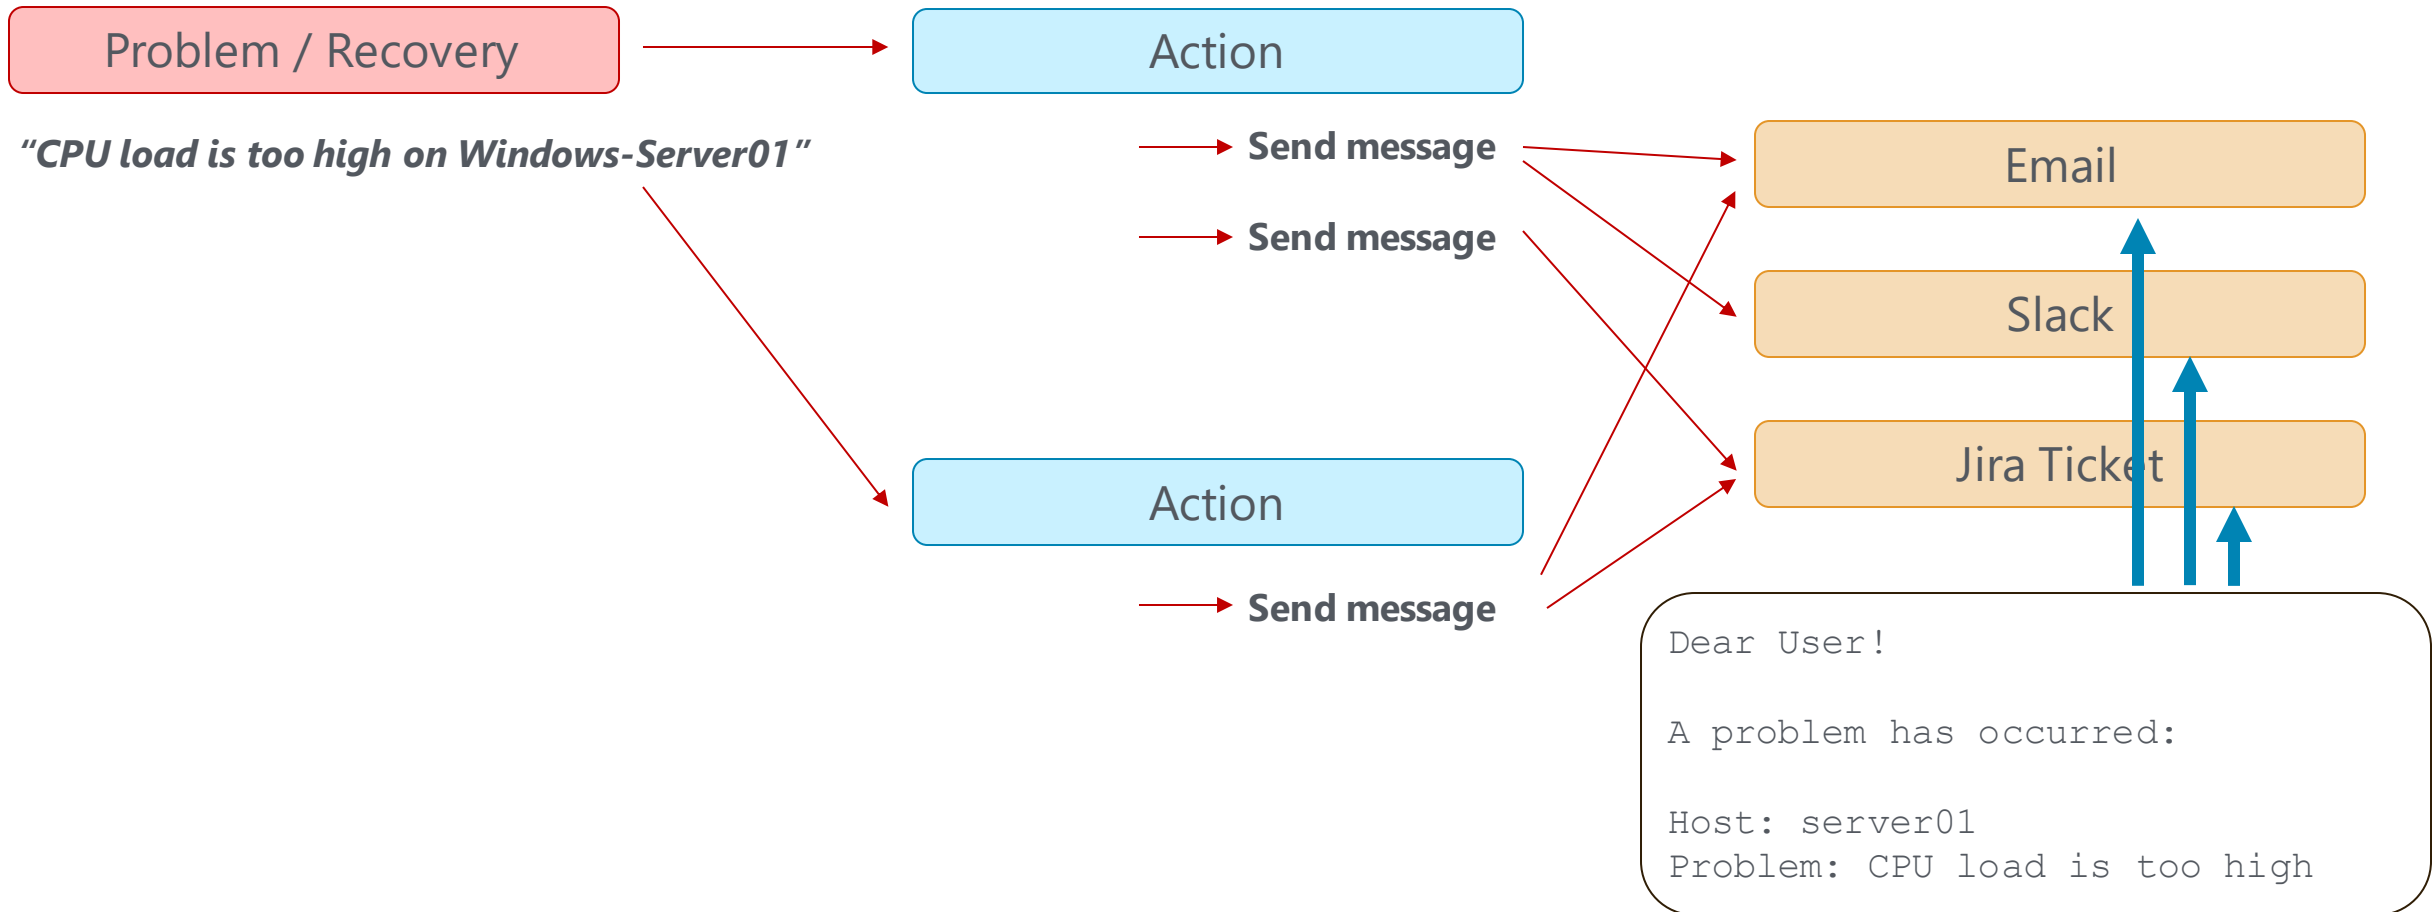 Problem / Recovery
Action
“CPU load is too high on Windows-Server01”
Send message
Send message
Email
Slack
Jira Ticket
Action
Send message
Dear User!
A problem has occurred:
Host: server01
Problem: CPU load is too high